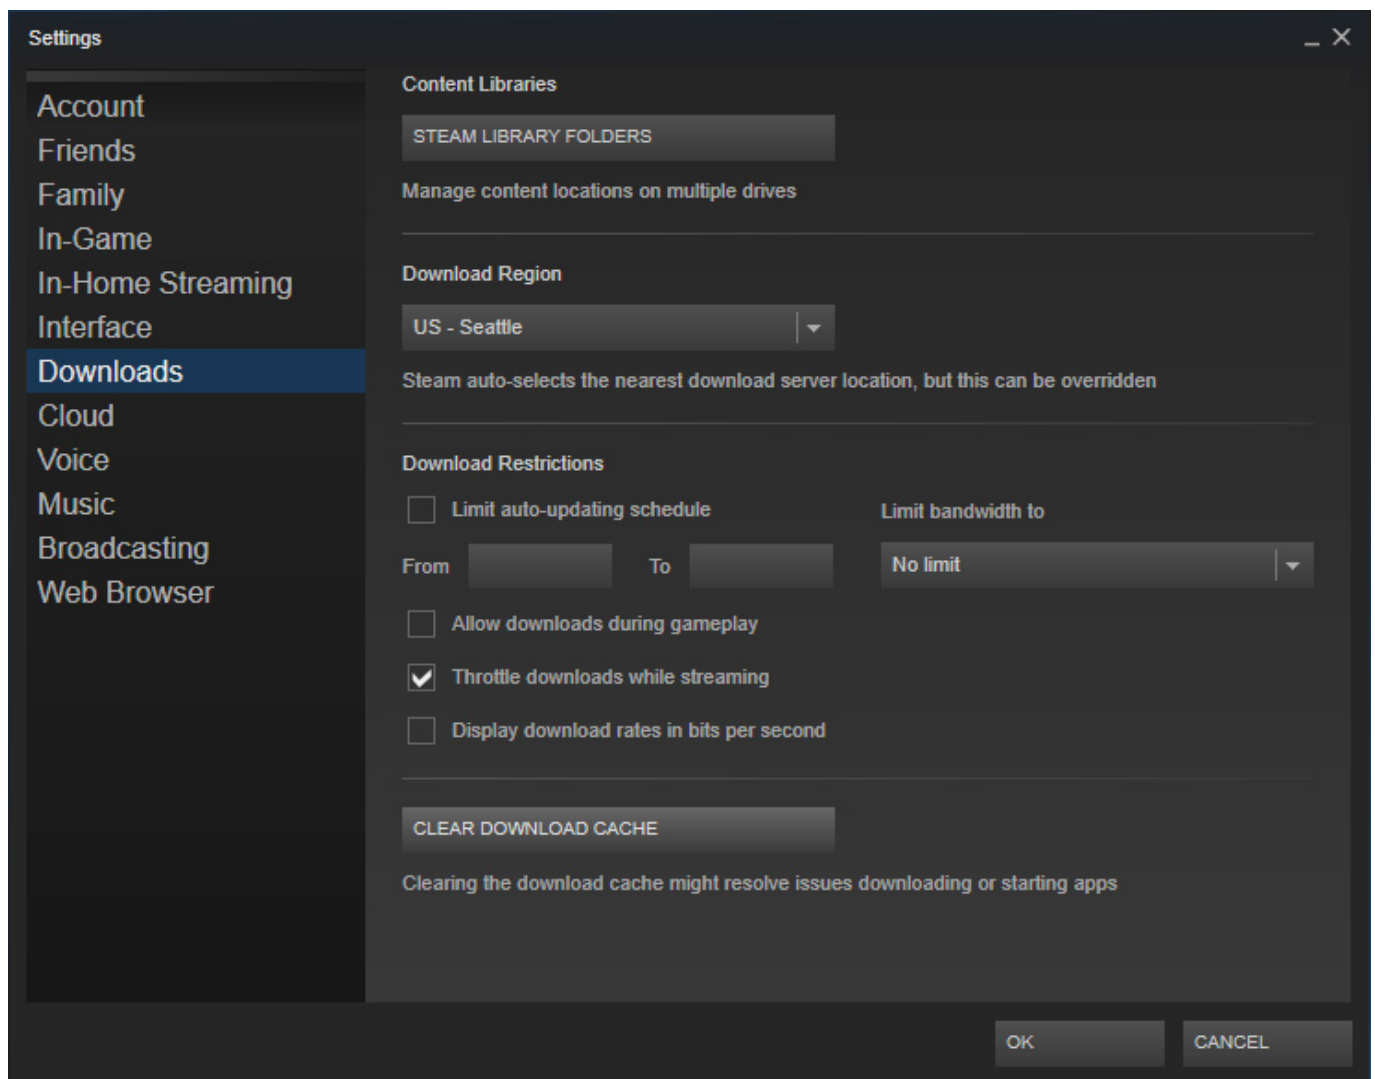 Settings
Account
Friends
Family
In-Game
In-Home Streaming
Interface
Downloads
Cloud
Voice
Music
Broadcasting
Web Browser
Content Libraries
STEAM LIBRARY FOLDERS
Manage content locations on multiple drives
Download Region
US - Seattle
Steam auto-selects the nearest download server location, but this can be overridden
Download Restrictions
Limit auto-updating schedule
Limit bandwidth to
From
To
No limit
Allow downloads during gameplay
Throttle downloads while streaming
Display download rates in bits per second
CLEAR DOWNLOAD CACHE
Clearing the download cache might resolve issues downloading or starting apps
OK
CANCEL